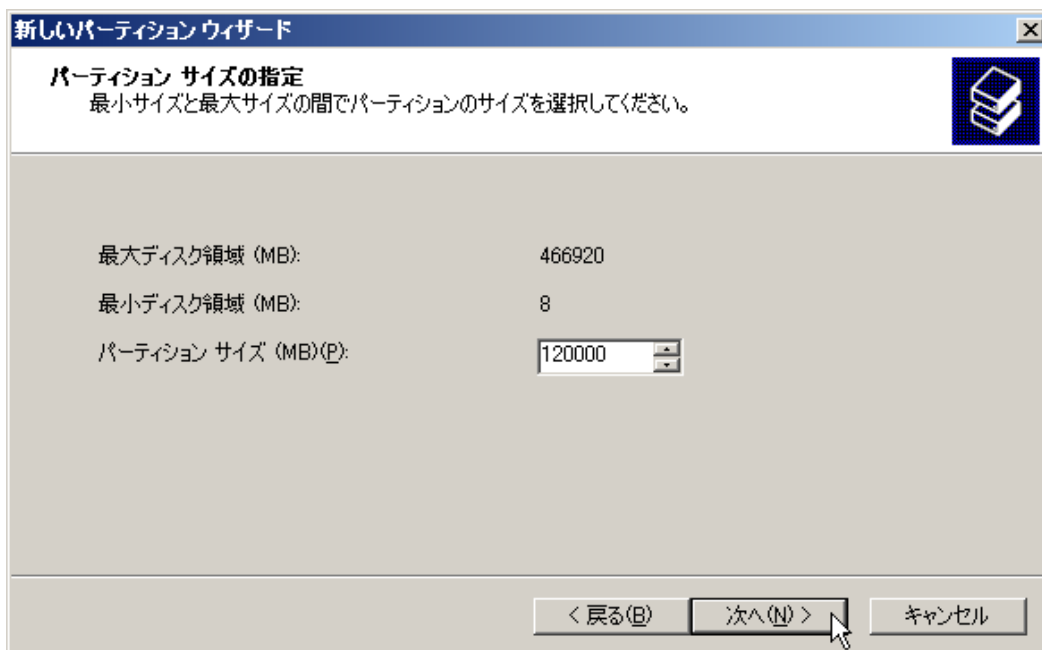 新しいパーティション ウィザード
パーティション サイズの指定
最小サイズと最大サイズの間でパーティションのサイズを選択してください。
最大ディスク領域 (MB): 466920
最小ディスク領域 (MB): 8
パーティション サイズ (MB)(P): 120000
< 戻る(B) 次へ(N) > キャンセル